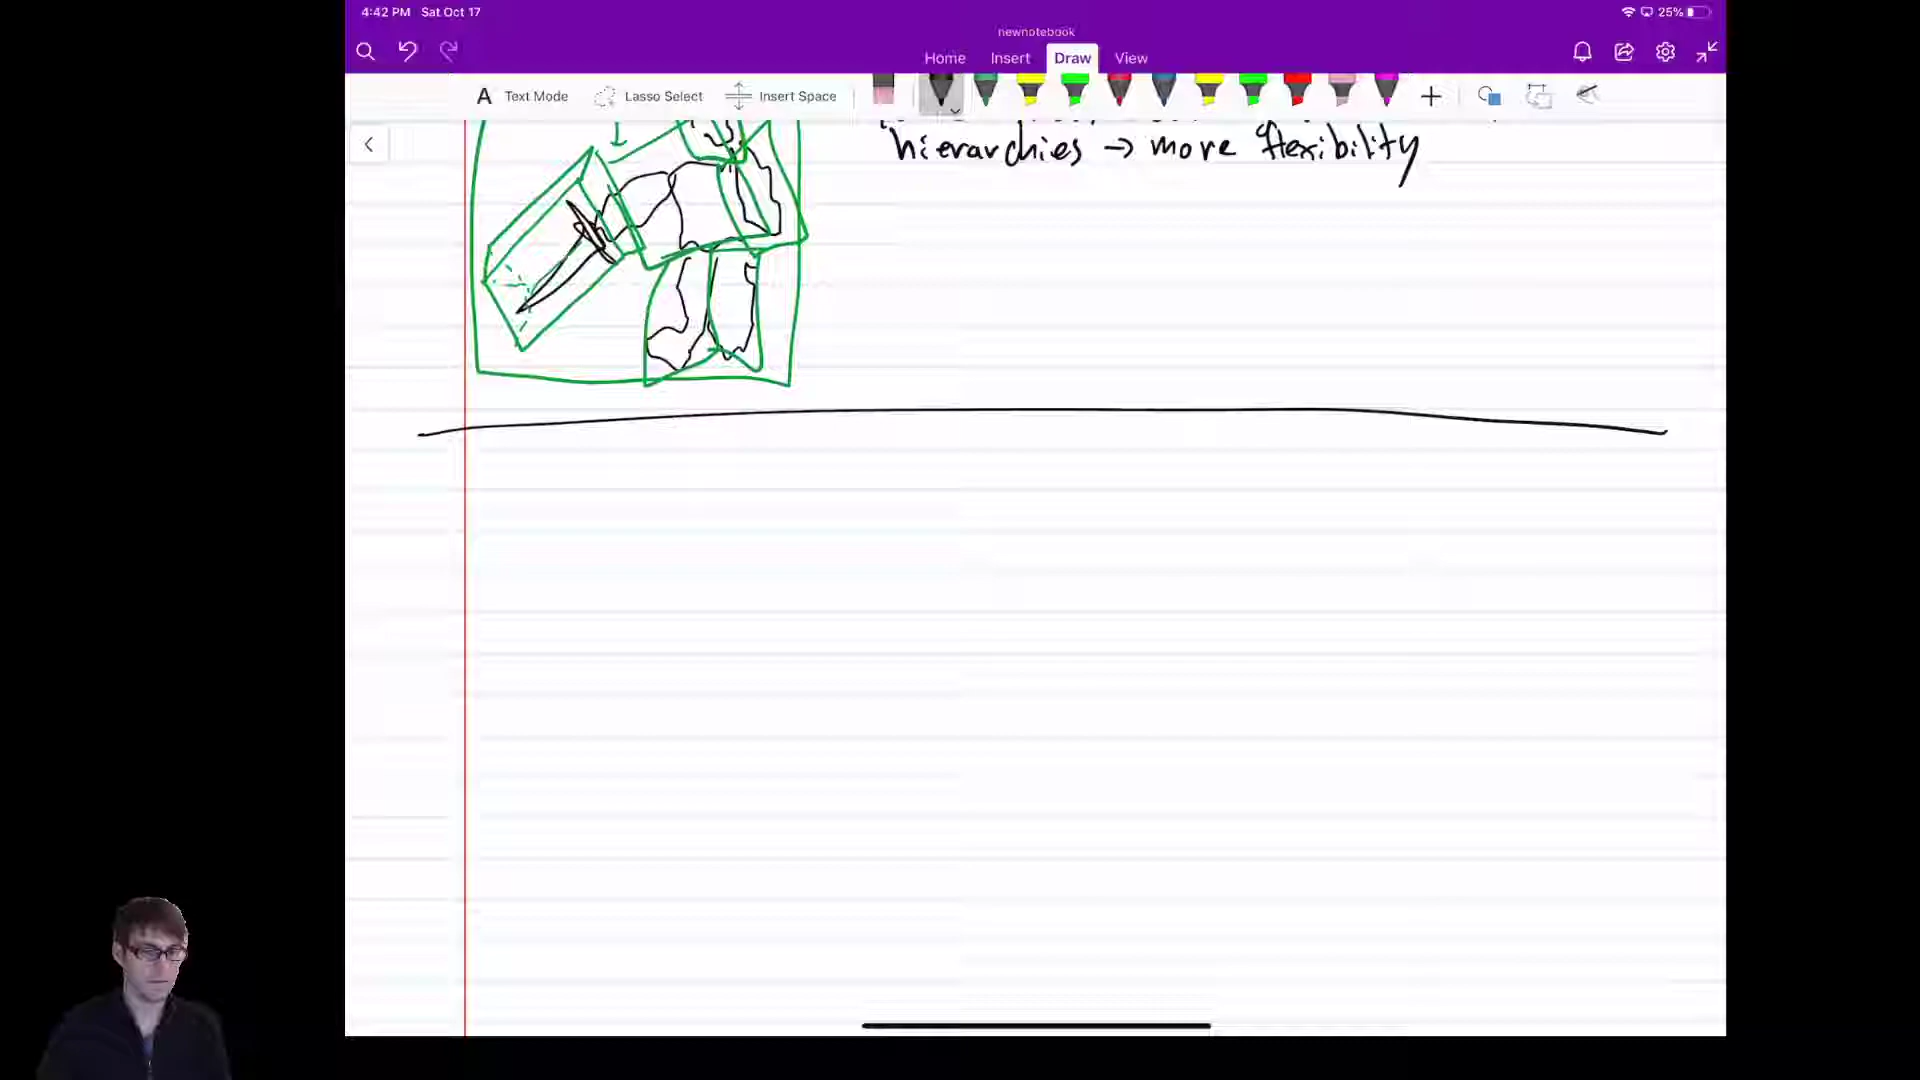 4:42 PM Sat Oct 17
25%
newnotebook
Home Insert Draw View
A Text Mode Lasso Select Insert Space
hierarchies → more flexibility